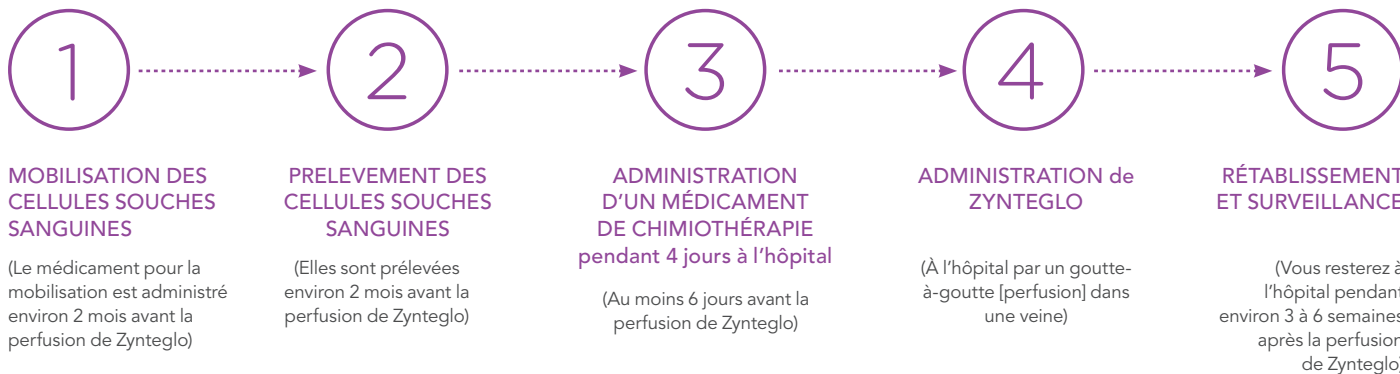 1
2
3
4
5
MOBILISATION DES
CELLULES SOUCHES
SANGUINES
(Le médicament pour la
mobilisation est administré
environ 2 mois avant la
perfusion de Zynteglo)
PRELEVEMENT DES
CELLULES SOUCHES
SANGUINES
(Elles sont prélevées
environ 2 mois avant la
perfusion de Zynteglo)
ADMINISTRATION
D'UN MÉDICAMENT
DE CHIMIOTHÉRAPIE
pendant 4 jours à l'hôpital
(Au moins 6 jours avant la
perfusion de Zynteglo)
ADMINISTRATION de
ZYNTEGLO
(À l'hôpital par un goutte-
à-goutte [perfusion] dans
une veine)
RÉTABLISSEMENT
ET SURVEILLANCE
(Vous resterez à
l'hôpital pendant
environ 3 à 6 semaines
après la perfusion
de Zynteglo)